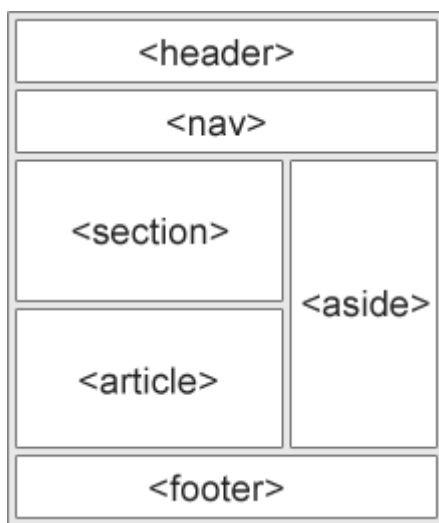 <header>
<nav>
<section>
<aside>
<article>
<footer>